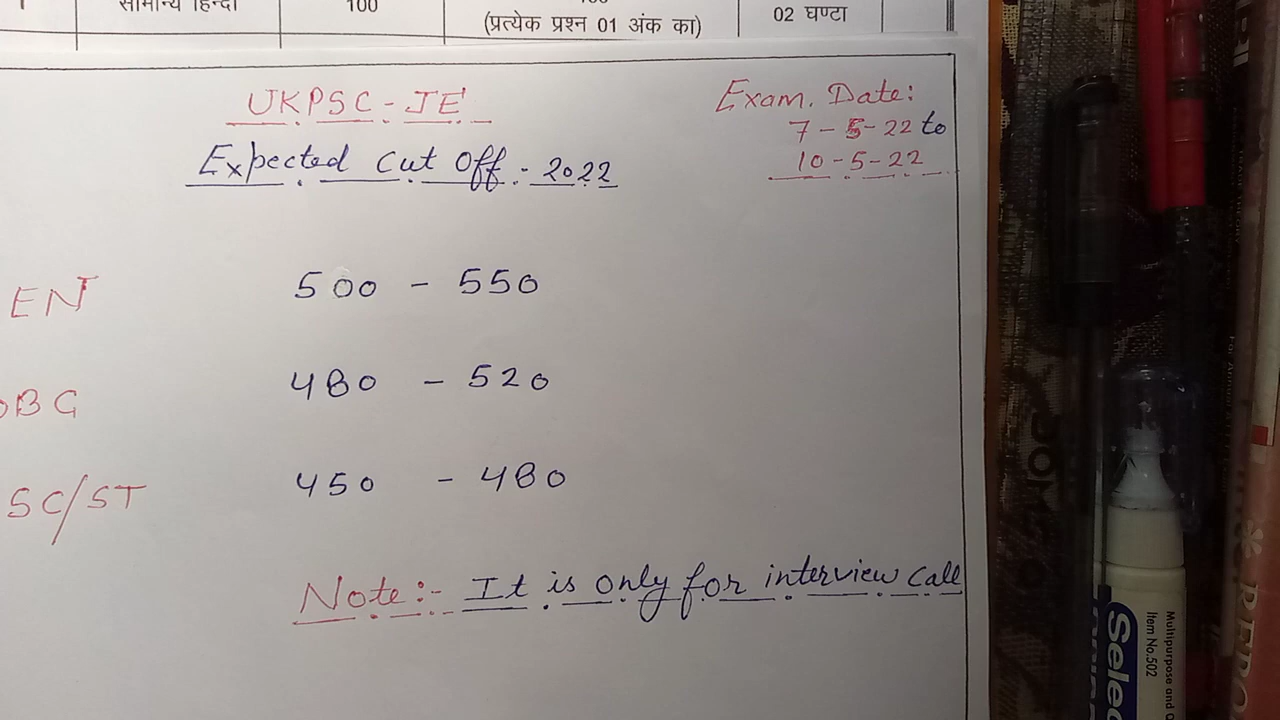 सामान्य हिन्दी 100 02 घण्टा
(प्रत्येक प्रश्न 01 अंक का)
UKPSC-JE
Expected Cut Off - 2022
Exam. Date:
7-5-22 to
10-5-22
EN 500 - 550
OBC 480 - 520
SC/ST 450 - 480
Note:- It is only for interview call
Multipurpose and
Item No.502